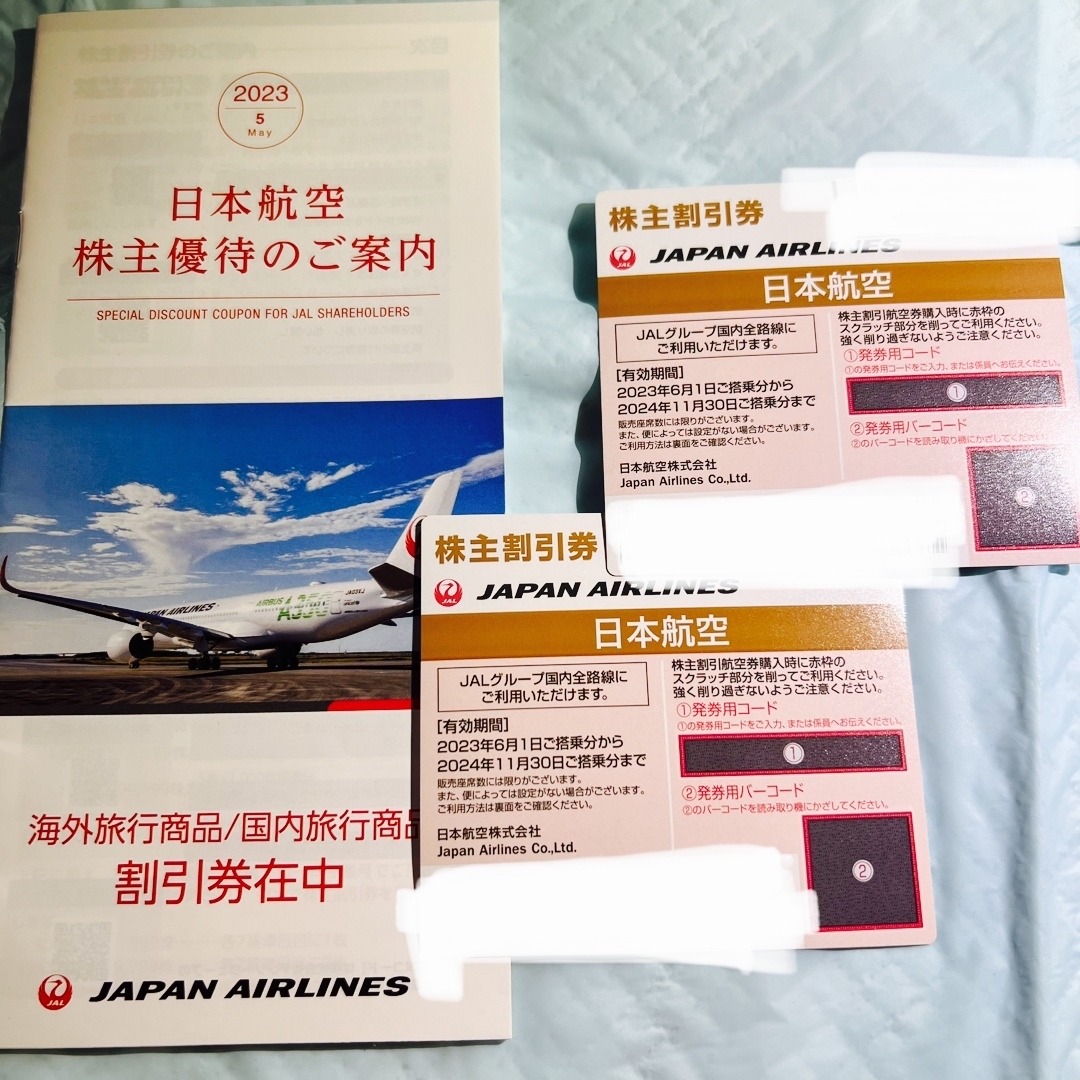 2023
5
May
日本航空
株主優待のご案内
SPECIAL DISCOUNT COUPON FOR JAL SHAREHOLDERS
JAPAN AIRLINES
AIRBUS A350
海外旅行商品/国内旅行商品
割引券在中
JAL
JAPAN AIRLINES
株主割引券
JAL
JAPAN AIRLINES
日本航空
JALグループ国内全路線に
ご利用いただけます。
[有効期間]
2023年6月1日ご搭乗分から
2024年11月30日ご搭乗分まで
販売座席数には限りがございます。
また、便によっては設定がない場合がございます。
ご利用方法は裏面をご確認ください。
日本航空株式会社
Japan Airlines Co.,Ltd.
株主割引航空券購入時に赤枠の
スクラッチ部分を削ってご利用ください。
強く削り過ぎないようご注意ください。
①発券用コード
①の発券用コードをご入力、または係員へお伝えください。
①
②発券用バーコード
②のバーコードを読み取り機にかざしてください。
②
株主割引券
JAL
JAPAN AIRLINES
日本航空
JALグループ国内全路線に
ご利用いただけます。
[有効期間]
2023年6月1日ご搭乗分から
2024年11月30日ご搭乗分まで
販売座席数には限りがございます。
また、便によっては設定がない場合がございます。
ご利用方法は裏面をご確認ください。
日本航空株式会社
Japan Airlines Co.,Ltd.
株主割引航空券購入時に赤枠の
スクラッチ部分を削ってご利用ください。
強く削り過ぎないようご注意ください。
①発券用コード
①の発券用コードをご入力、または係員へお伝えください。
①
②発券用バーコード
②のバーコードを読み取り機にかざしてください。
②